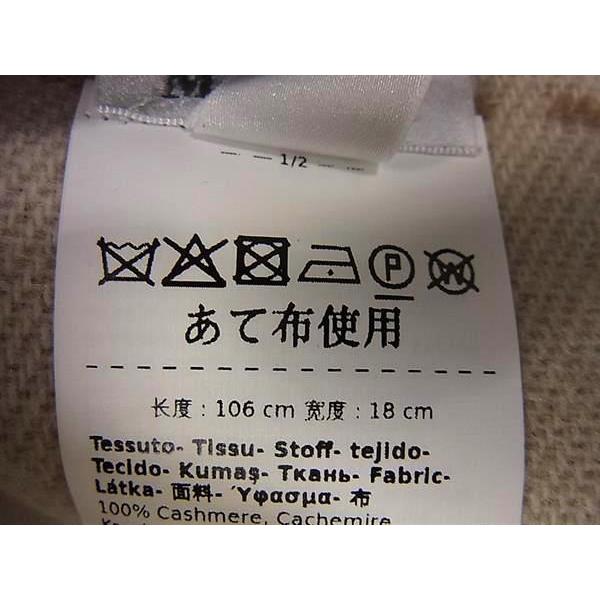 1/2
P W
あて布使用
长度：106 cm 宽度：18 cm
Tessuto- Tissu- Stoff- tejido-
Tecido- Kumaş- Ткань- Fabric-
Látka- 面料- Ύφασμα- 布
100% Cashmere, Cachemire,